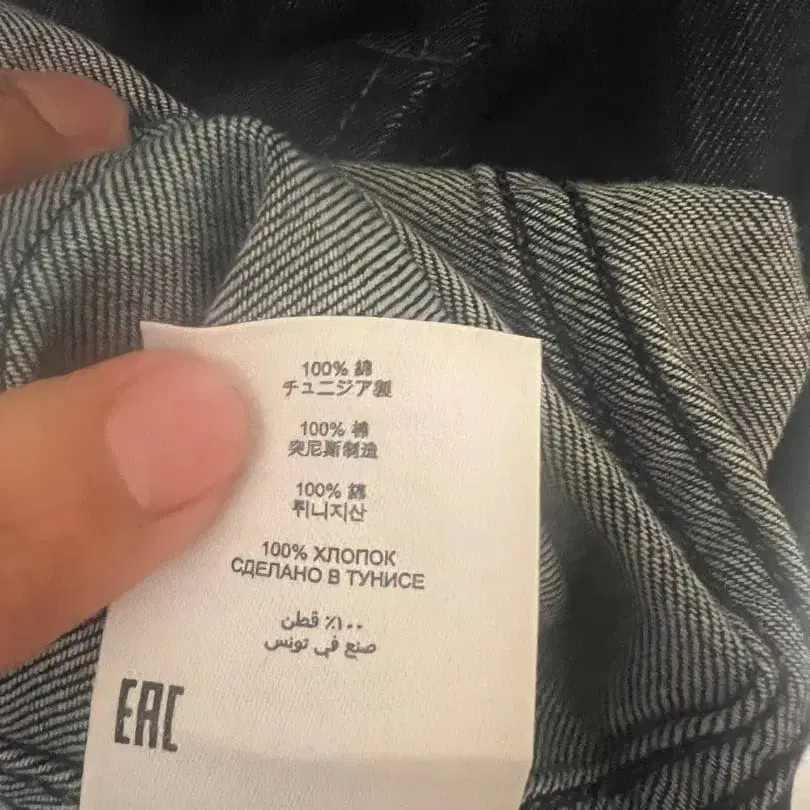 100% 綿
チュニジア製
100% 棉
突尼斯制造
100% 綿
튀니지산
100% ХЛОПОК
СДЕЛАНО В ТУНИСЕ
١٠٠٪ قطن
صنع في تونس
EAC